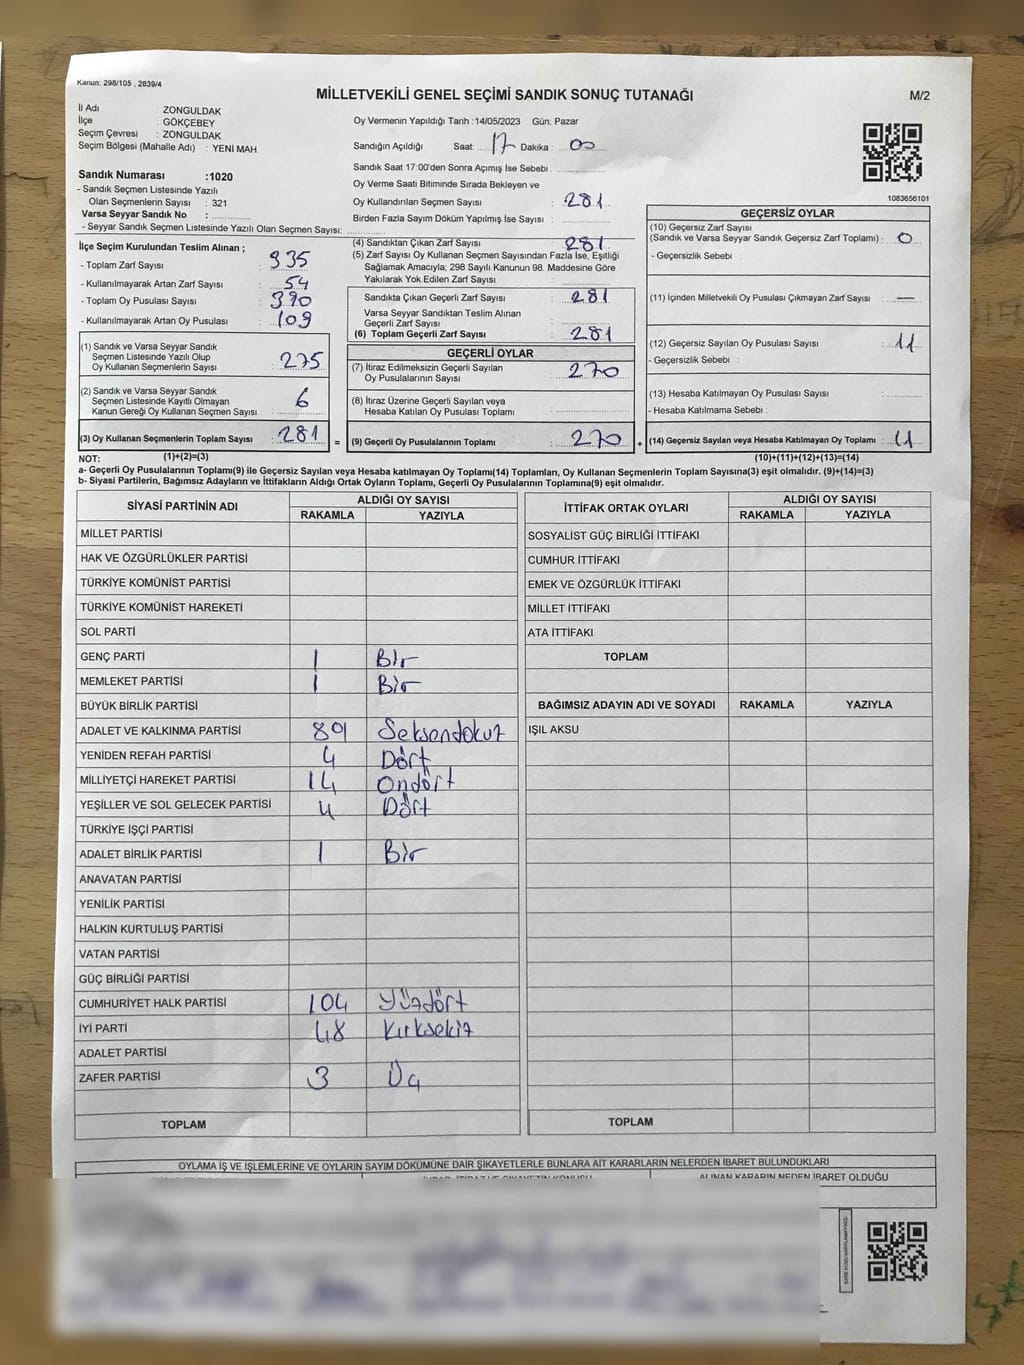 Kanun: 298/105 , 2839/4
MİLLETVEKİLİ GENEL SEÇİMİ SANDIK SONUÇ TUTANAĞI
M/2
İl Adı : ZONGULDAK
İlçe : GÖKÇEBEY
Seçim Çevresi : ZONGULDAK
Seçim Bölgesi (Mahalle Adı) : YENİ MAH.
Oy Vermenin Yapıldığı Tarih : 14/05/2023 Gün: Pazar
Sandığın Açıldığı Saat: 17 Dakika : 00
Sandık Saat 17:00'den Sonra Açımış İse Sebebi :
Oy Verme Saati Bitiminde Sırada Bekleyen ve
Oy Kullandırılan Seçmen Sayısı : 281
Birden Fazla Sayım Döküm Yapılmış İse Sayısı :
Sandık Numarası : 1020
- Sandık Seçmen Listesinde Yazılı
Olan Seçmenlerin Sayısı : 321
Varsa Seyyar Sandık No :
- Seyyar Sandık Seçmen Listesinde Yazılı Olan Seçmen Sayısı:
1083656101
İlçe Seçim Kurulundan Teslim Alınan ;
- Toplam Zarf Sayısı : 335
- Kullanılmayarak Artan Zarf Sayısı : 54
- Toplam Oy Pusulası Sayısı : 390
- Kullanılmayarak Artan Oy Pusulası : 109
(1) Sandık ve Varsa Seyyar Sandık
Seçmen Listesinde Yazılı Olup
Oy Kullanan Seçmenlerin Sayısı : 275
(2) Sandık ve Varsa Seyyar Sandık
Seçmen Listesinde Kayıtlı Olmayan
Kanun Gereği Oy Kullanan Seçmen Sayısı : 6
(3) Oy Kullanan Seçmenlerin Toplam Sayısı : 281 =
(4) Sandıktan Çıkan Zarf Sayısı : 281
(5) Zarf Sayısı Oy Kullanan Seçmen Sayısından Fazla İse, Eşitliği
Sağlamak Amacıyla; 298 Sayılı Kanunun 98. Maddesine Göre
Yakılarak Yok Edilen Zarf Sayısı :
Sandıkta Çıkan Geçerli Zarf Sayısı : 281
Varsa Seyyar Sandıktan Teslim Alınan
Geçerli Zarf Sayısı :
(6) Toplam Geçerli Zarf Sayısı : 281
GEÇERLİ OYLAR
(7) İtiraz Edilmeksizin Geçerli Sayılan
Oy Pusulalarının Sayısı : 270
(8) İtiraz Üzerine Geçerli Sayılan veya
Hesaba Katılan Oy Pusulası Toplamı :
(9) Geçerli Oy Pusulalarının Toplamı : 270 +
GEÇERSİZ OYLAR
(10) Geçersiz Zarf Sayısı
(Sandık ve Varsa Seyyar Sandık Geçersiz Zarf Toplamı) : 0
- Geçersizlik Sebebi :
(11) İçinden Milletvekili Oy Pusulası Çıkmayan Zarf Sayısı : —
(12) Geçersiz Sayılan Oy Pusulası Sayısı : 11
- Geçersizlik Sebebi :
(13) Hesaba Katılmayan Oy Pusulası Sayısı :
- Hesaba Katılmama Sebebi :
(14) Geçersiz Sayılan veya Hesaba Katılmayan Oy Toplamı : 11
NOT: (1)+(2)=(3) (10)+(11)+(12)+(13)=(14)
a- Geçerli Oy Pusulalarının Toplamı(9) ile Geçersiz Sayılan veya Hesaba katılmayan Oy Toplamı(14) Toplamları, Oy Kullanan Seçmenlerin Toplam Sayısına(3) eşit olmalıdır. (9)+(14)=(3)
b- Siyasi Partilerin, Bağımsız Adayların ve İttifakların Aldığı Ortak Oyların Toplamı, Geçerli Oy Pusulalarının Toplamına(9) eşit olmalıdır.
SİYASİ PARTİNİN ADI ALDIĞI OY SAYISI
RAKAMLA YAZIYLA
MİLLET PARTİSİ
HAK VE ÖZGÜRLÜKLER PARTİSİ
TÜRKİYE KOMÜNİST PARTİSİ
TÜRKİYE KOMÜNİST HAREKETİ
SOL PARTİ
GENÇ PARTİ 1 Bir
MEMLEKET PARTİSİ 1 Bir
BÜYÜK BİRLİK PARTİSİ
ADALET VE KALKINMA PARTİSİ 89 Seksendokuz
YENİDEN REFAH PARTİSİ 4 Dört
MİLLİYETÇİ HAREKET PARTİSİ 14 Ondört
YEŞİLLER VE SOL GELECEK PARTİSİ 4 Dört
TÜRKİYE İŞÇİ PARTİSİ
ADALET BİRLİK PARTİSİ 1 Bir
ANAVATAN PARTİSİ
YENİLİK PARTİSİ
HALKIN KURTULUŞ PARTİSİ
VATAN PARTİSİ
GÜÇ BİRLİĞİ PARTİSİ
CUMHURİYET HALK PARTİSİ 104 Yüzdört
İYİ PARTİ 48 Kırksekiz
ADALET PARTİSİ
ZAFER PARTİSİ 3 Üç
TOPLAM
İTTİFAK ORTAK OYLARI ALDIĞI OY SAYISI
RAKAMLA YAZIYLA
SOSYALİST GÜÇ BİRLİĞİ İTTİFAKI
CUMHUR İTTİFAKI
EMEK VE ÖZGÜRLÜK İTTİFAKI
MİLLET İTTİFAKI
ATA İTTİFAKI
TOPLAM
BAĞIMSIZ ADAYIN ADI VE SOYADI RAKAMLA YAZIYLA
IŞIL AKSU
TOPLAM
OYLAMA İŞ VE İŞLEMLERİNE VE OYLARIN SAYIM DÖKÜMÜNE DAİR ŞİKAYETLERLE BUNLARA AİT KARARLARIN NELERDEN İBARET BULUNDUKLARI
ALINAN KARARIN NEDEN İBARET OLDUĞU